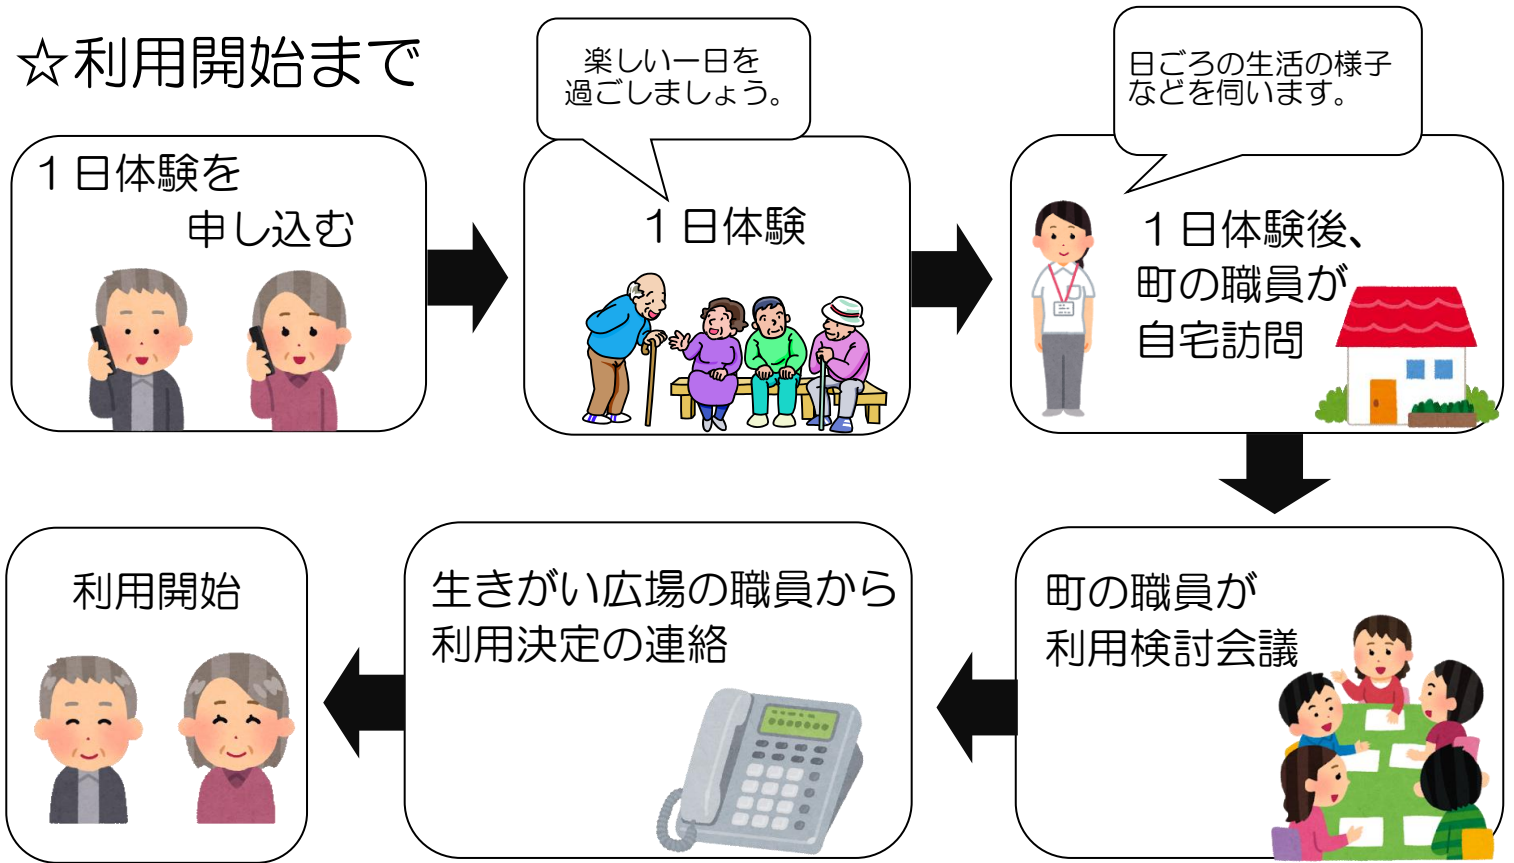 ☆利用開始まで
楽しい一日を
過ごしましょう。
日ごろの生活の様子
などを伺います。
１日体験を
申し込む
１日体験
１日体験後、
町の職員が
自宅訪問
町の職員が
利用検討会議
生きがい広場の職員から
利用決定の連絡
利用開始